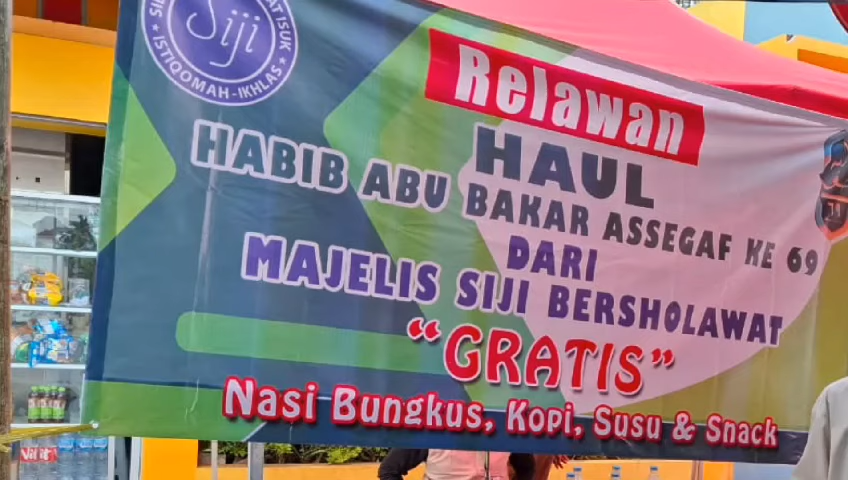 Siji
ISTIQOMAH-IKHLAS
Relawan
HAUL
HABIB ABU BAKAR ASSEGAF KE 69
DARI
MAJELIS SIJI BERSHOLAWAT
"GRATIS"
Nasi Bungkus, Kopi, Susu & Snack